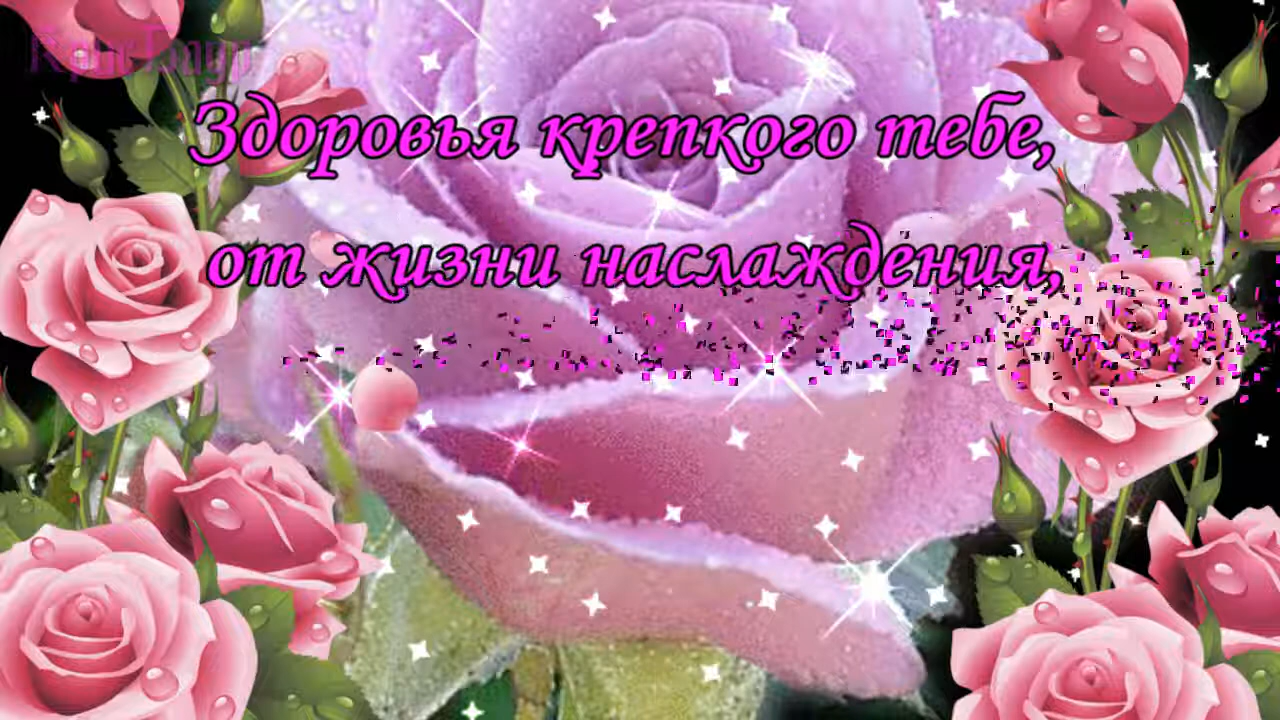 Здоровья крепкого тебе,
от жизни наслаждения,